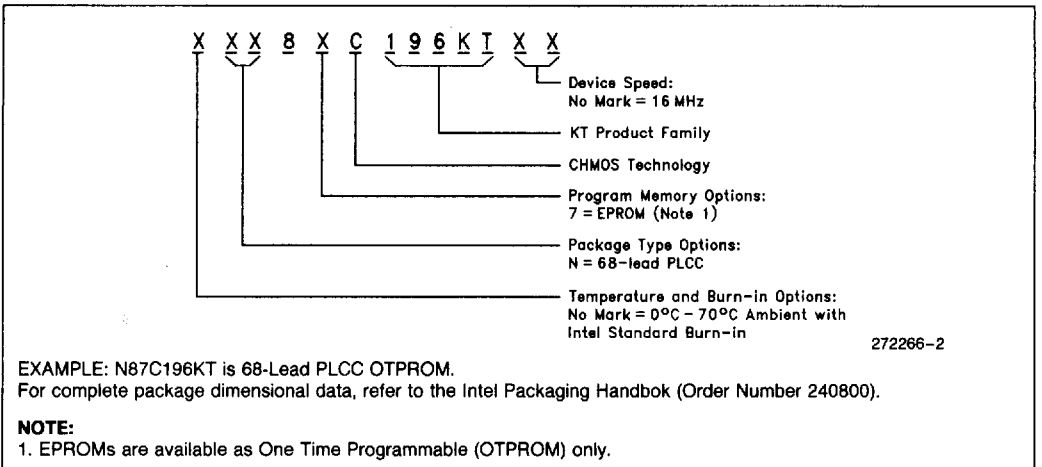 X XX 8 X C 196KT X X
Device Speed:
No Mark = 16 MHz
KT Product Family
CHMOS Technology
Program Memory Options:
7 = EPROM (Note 1)
Package Type Options:
N = 68-lead PLCC
Temperature and Burn-in Options:
No Mark = 0°C - 70°C Ambient with
Intel Standard Burn-in
272266-2
EXAMPLE: N87C196KT is 68-Lead PLCC OTPROM.
For complete package dimensional data, refer to the Intel Packaging Handbok (Order Number 240800).
NOTE:
1. EPROMs are available as One Time Programmable (OTPROM) only.